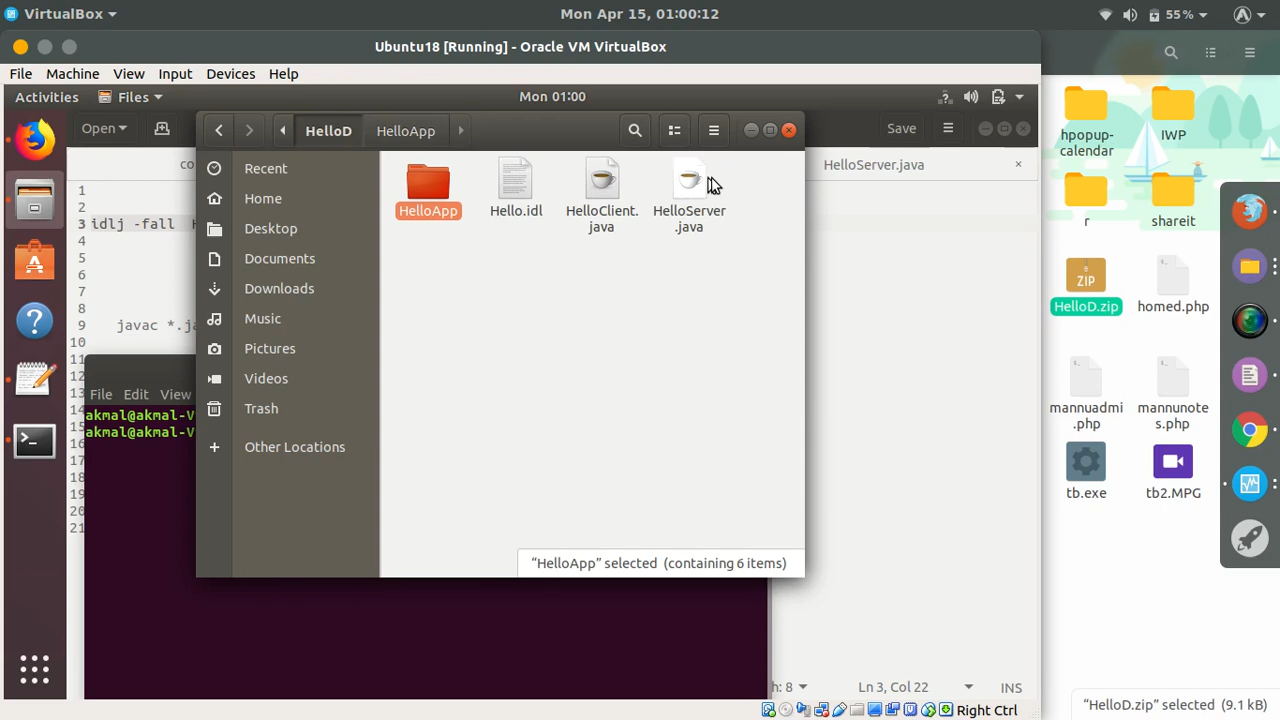 VirtualBox
Mon Apr 15, 01:00:12
55%
Ubuntu18 [Running] - Oracle VM VirtualBox
File Machine View Input Devices Help
Activities Files Mon 01:00
Open Save
HelloD HelloApp
HelloServer.java
Recent
Home
Desktop
Documents
Downloads
Music
Pictures
Videos
Trash
Other Locations
HelloApp
Hello.idl
HelloClient.
java
HelloServer
.java
“HelloApp” selected (containing 6 items)
1
2
3 idlj -fall
4
5
6
7
8
9 javac *.ja
10
11
12
13
14
15
16
17
18
19
20
21
File Edit View
akmal@akmal-V
akmal@akmal-V
h: 8
Ln 3, Col 22
INS
Right Ctrl
hpopup-
calendar
IWP
r
shareit
ZIP
HelloD.zip
homed.php
mannuadmi
.php
mannunote
s.php
tb.exe
tb2.MPG
“HelloD.zip” selected (9.1 kB)